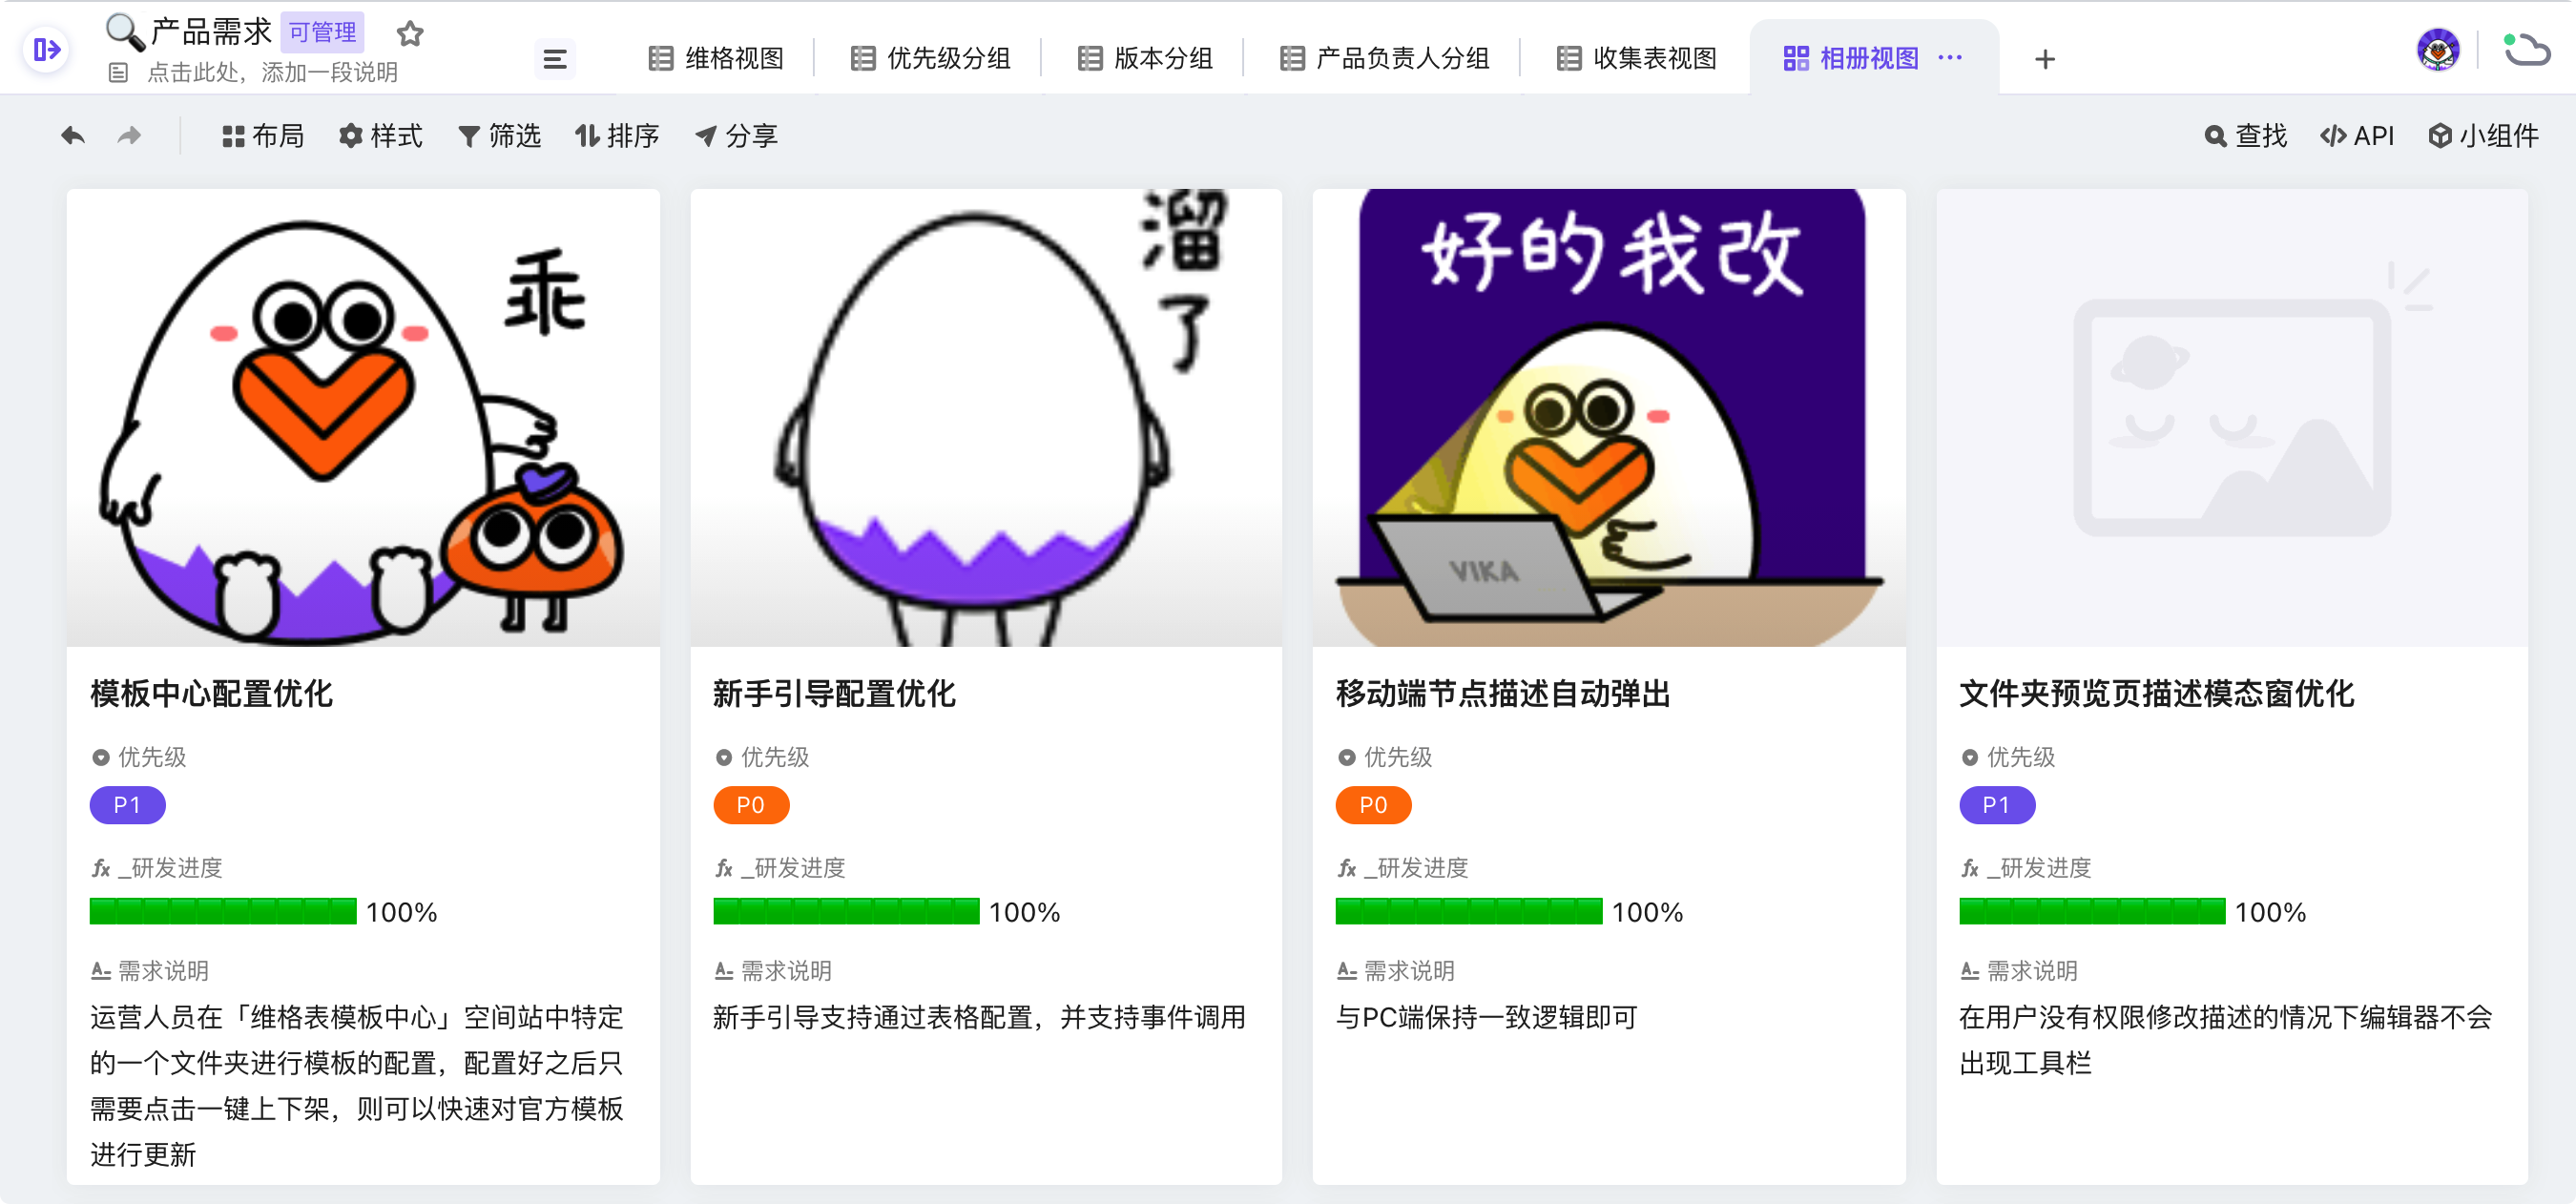 产品需求 可管理
点击此处，添加一段说明
维格视图 优先级分组 版本分组 产品负责人分组 收集表视图 相册视图
布局 样式 筛选 排序 分享 查找 API 小组件
乖
溜了
好的我改
VIKA
模板中心配置优化
优先级
P1
_研发进度
100%
需求说明
运营人员在「维格表模板中心」空间站中特定
的一个文件夹进行模板的配置，配置好之后只
需要点击一键上下架，则可以快速对官方模板
进行更新
新手引导配置优化
优先级
P0
_研发进度
100%
需求说明
新手引导支持通过表格配置，并支持事件调用
移动端节点描述自动弹出
优先级
P0
_研发进度
100%
需求说明
与PC端保持一致逻辑即可
文件夹预览页描述模态窗优化
优先级
P1
_研发进度
100%
需求说明
在用户没有权限修改描述的情况下编辑器不会
出现工具栏